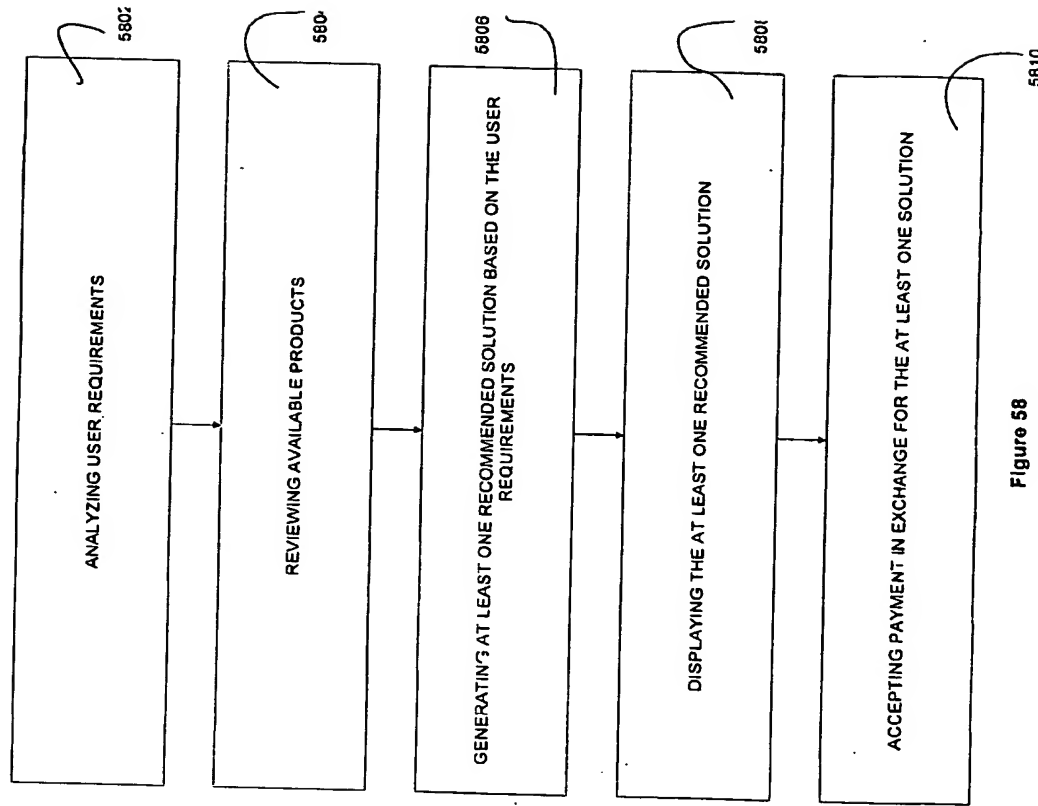 5802
ANALYZING USER REQUIREMENTS
REVIEWING AVAILABLE PRODUCTS
5806
GENERATING AT LEAST ONE RECOMMENDED SOLUTION BASED ON THE USER
REQUIREMENTS
DISPLAYING THE AT LEAST ONE RECOMMENDED SOLUTION
5810
ACCEPTING PAYMENT IN EXCHANGE FOR THE AT LEAST ONE SOLUTION
Figure 58